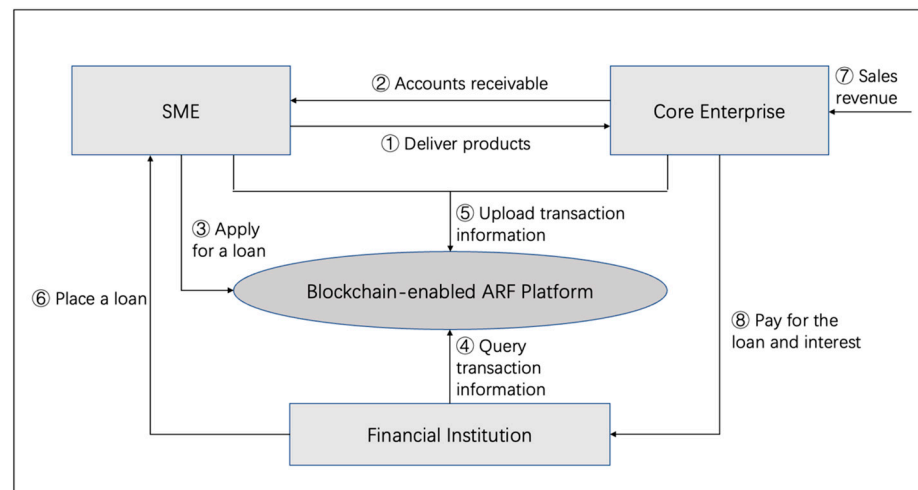 ② Accounts receivable
⑦ Sales
revenue
SME
Core Enterprise
① Deliver products
③ Apply
for a loan
⑤ Upload transaction
information
⑥ Place a loan
Blockchain-enabled ARF Platform
⑧ Pay for the
loan and interest
④ Query
transaction
information
Financial Institution